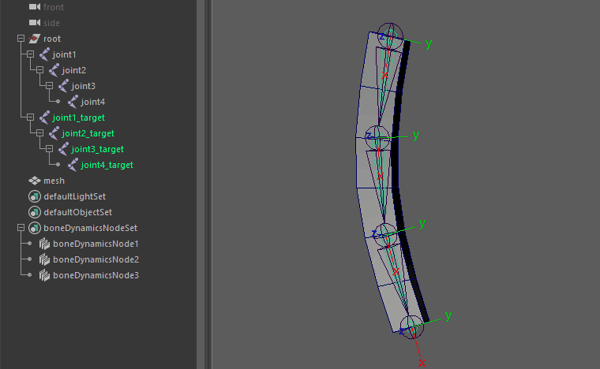 front
side
root
joint1
joint2
joint3
joint4
joint1_target
joint2_target
joint3_target
joint4_target
mesh
defaultLightSet
defaultObjectSet
boneDynamicsNodeSet
boneDynamicsNode1
boneDynamicsNode2
boneDynamicsNode3
z y
x
z y
x
z y
x
z y
x